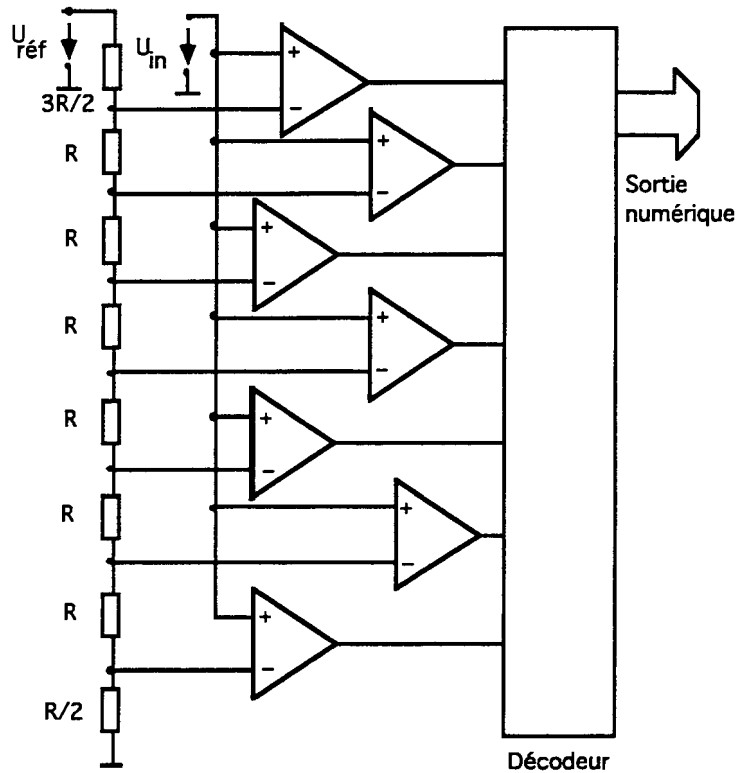 U
réf
U
in
3R/2
R
R
R
R
R
R
R/2
+
−
+
−
+
−
+
−
+
−
+
−
+
−
Sortie
numérique
Décodeur